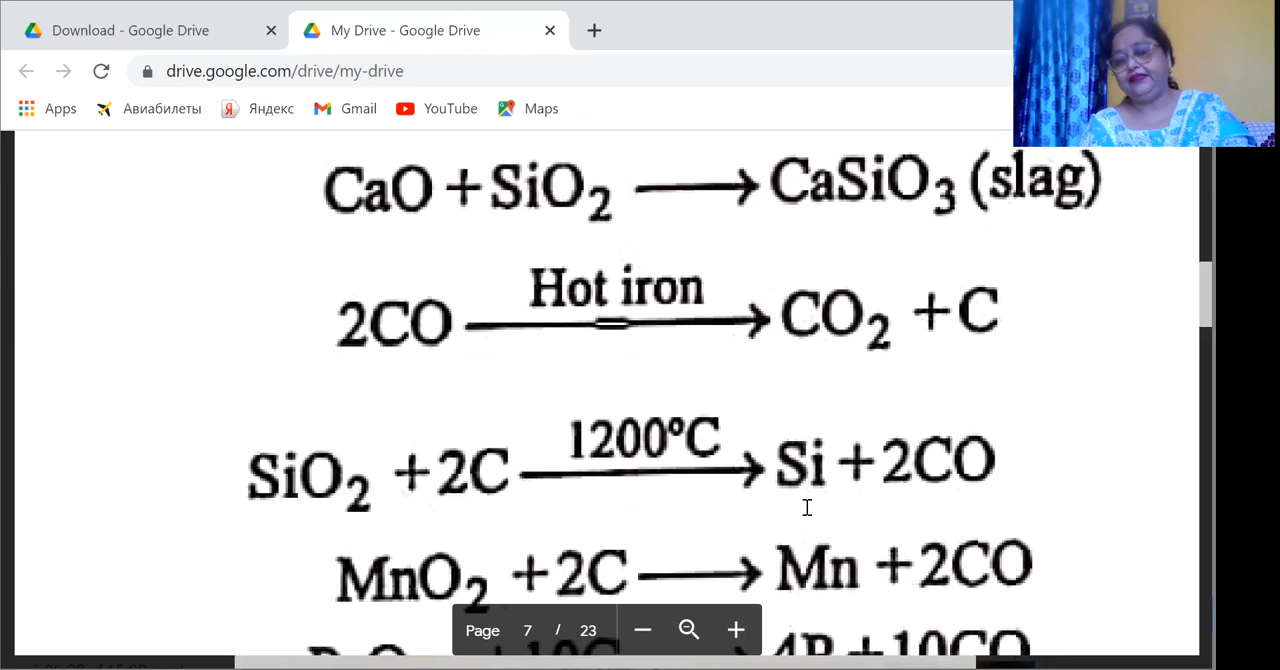 Download - Google Drive
My Drive - Google Drive
drive.google.com/drive/my-drive
Apps Авиабилеты Яндекс Gmail YouTube Maps
CaO + SiO₂ ⟶ CaSiO₃ (slag)
Hot iron
2CO ⟶ CO₂ + C
1200°C
SiO₂ + 2C ⟶ Si + 2CO
MnO₂ + 2C ⟶ Mn + 2CO
Page 7 / 23